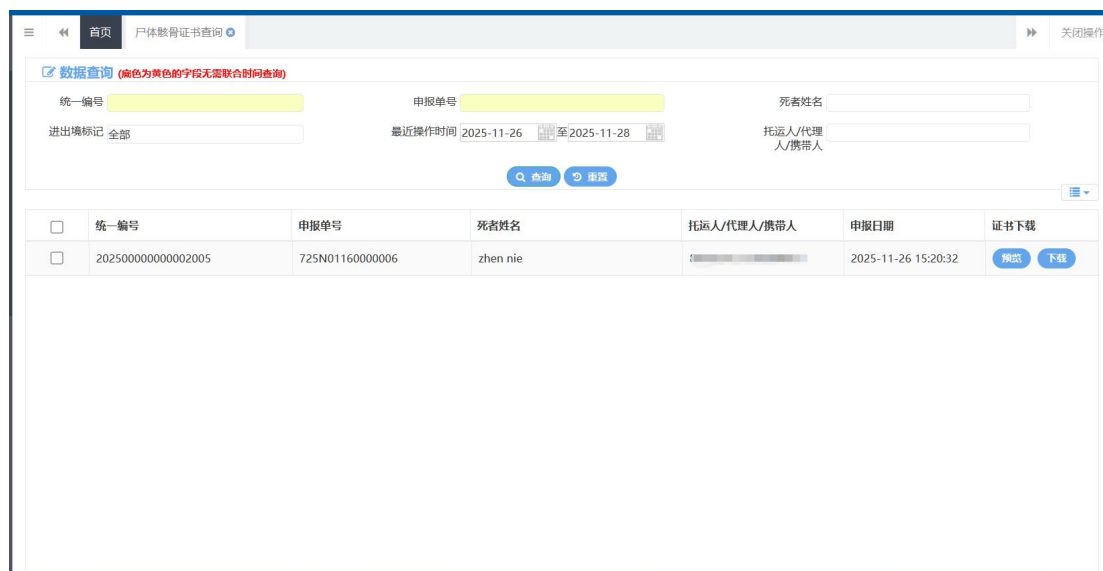 首页 尸体骸骨证书查询 关闭操作
数据查询 (底色为黄色的字段无需联合时间查询)
统一编号 申报单号 死者姓名
进出境标记 全部 最近操作时间 2025-11-26 至 2025-11-28 托运人/代理
人/携带人
查询 重置
统一编号 申报单号 死者姓名 托运人/代理人/携带人 申报日期 证书下载
202500000000002005 725N01160000006 zhen nie 2025-11-26 15:20:32 预览 下载